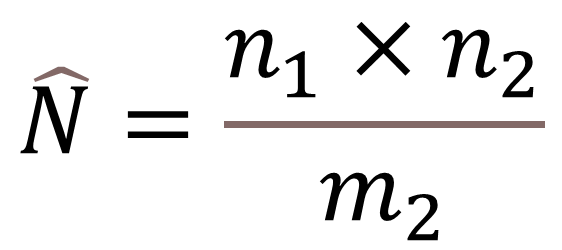 N̂ = n₁ × n₂ / m₂